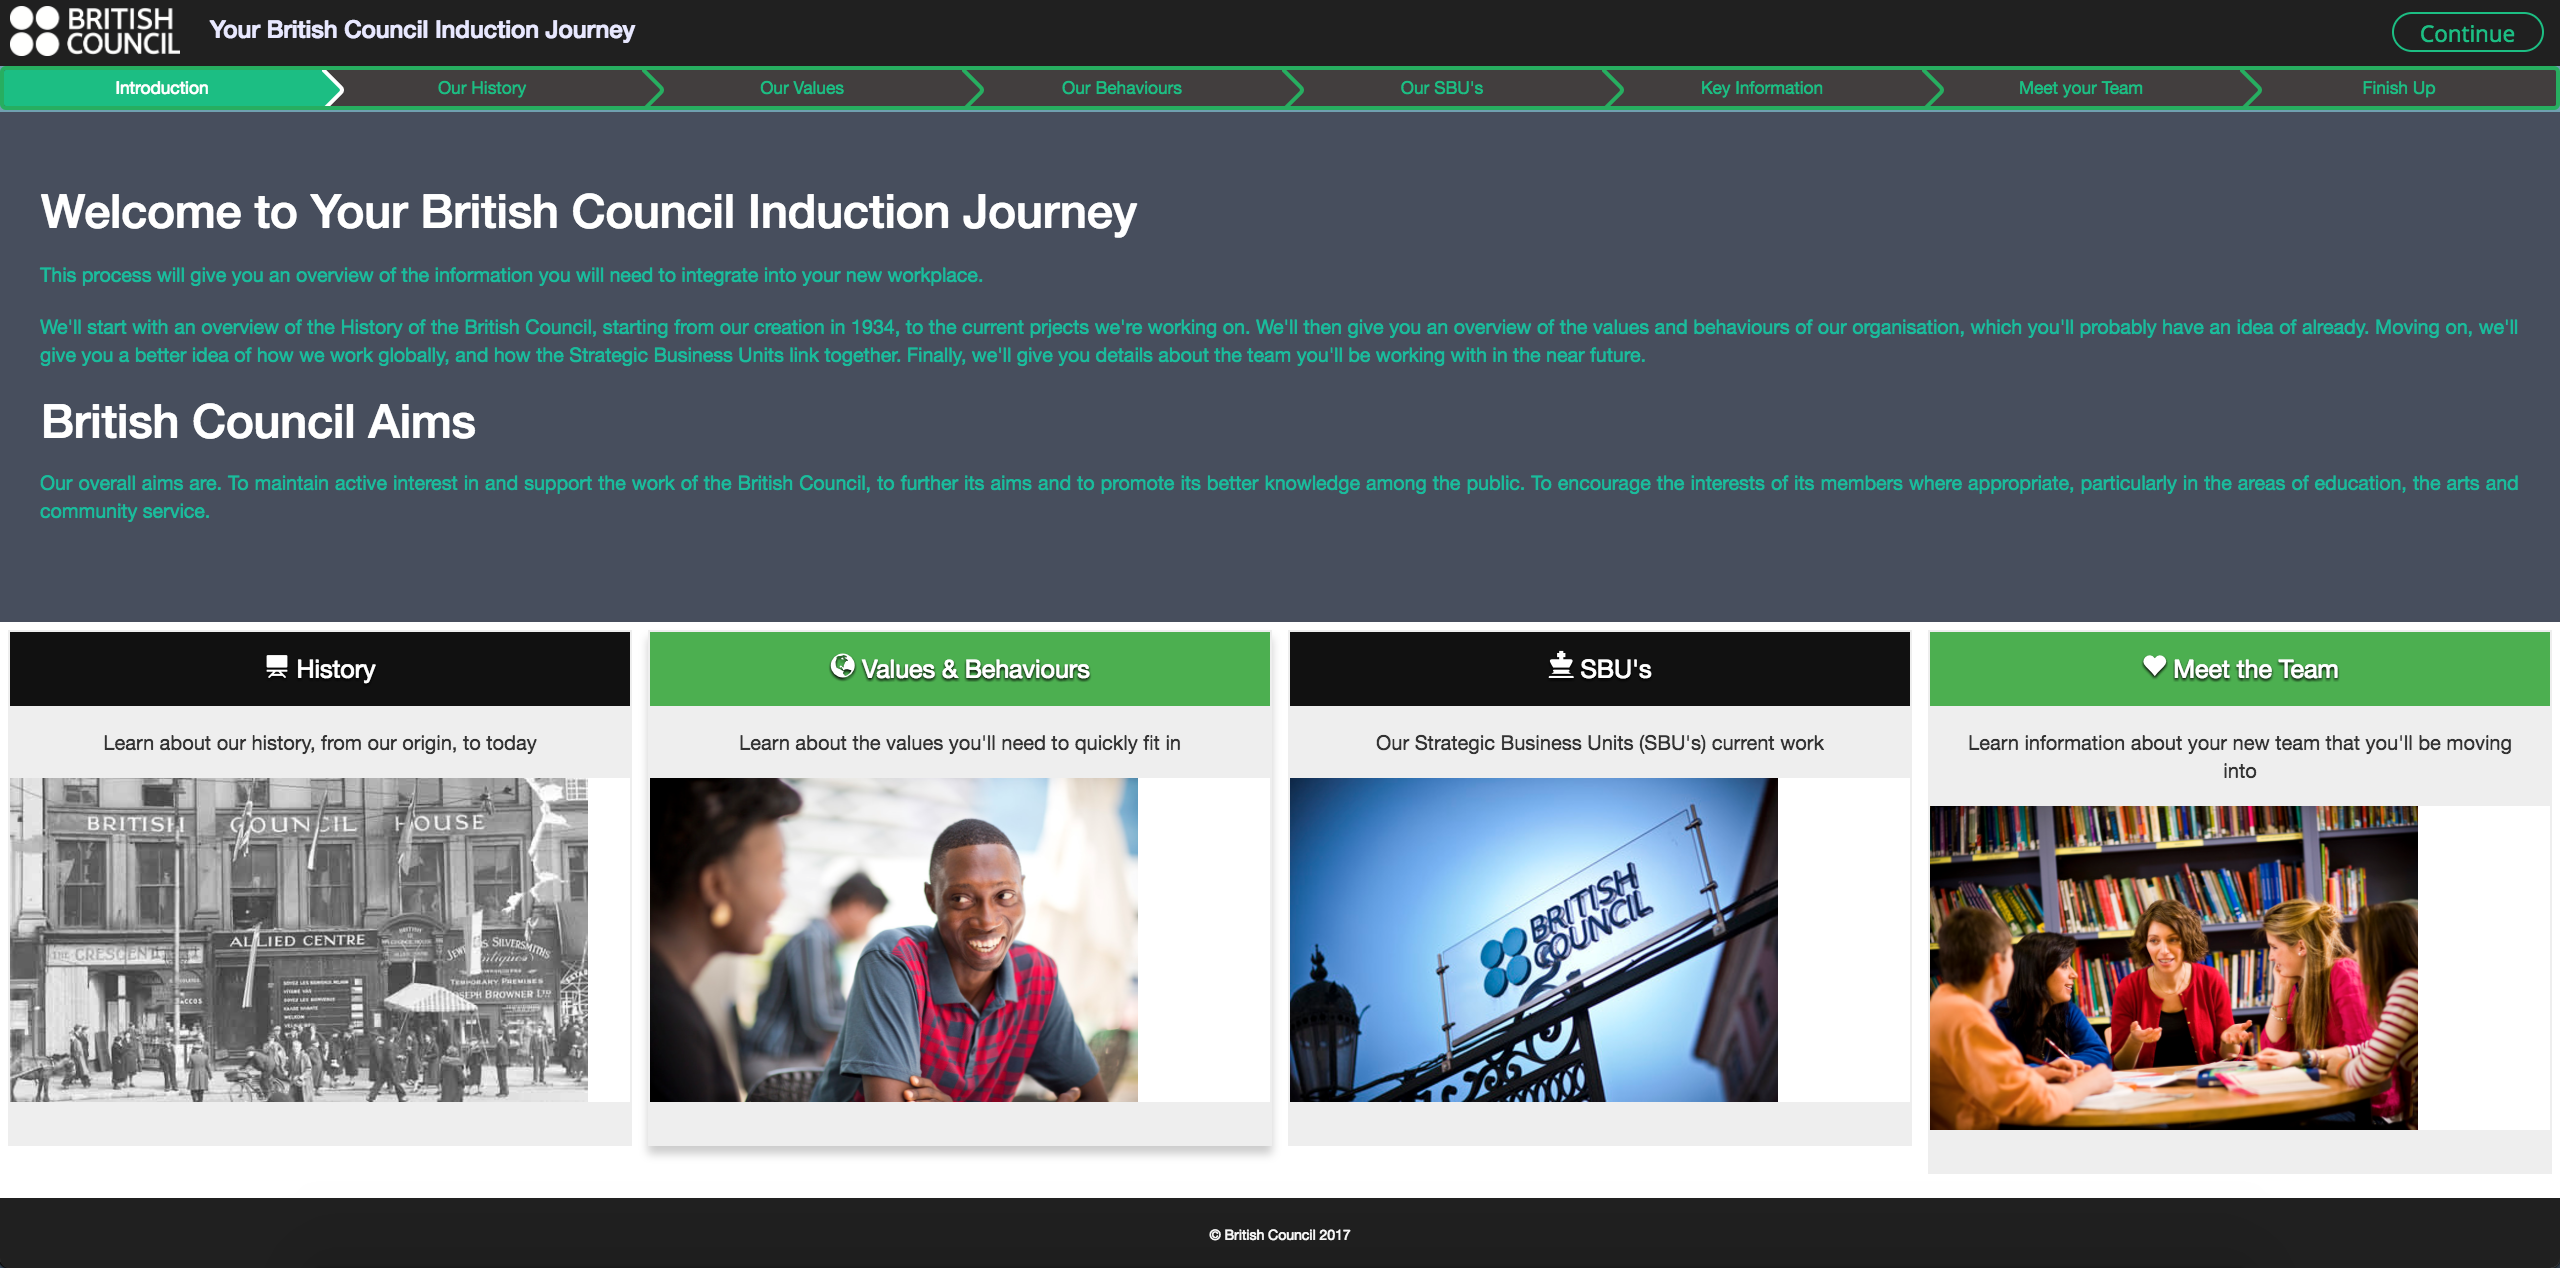 BRITISH
COUNCIL
Your British Council Induction Journey
Continue
Introduction
Our History
Our Values
Our Behaviours
Our SBU's
Key Information
Meet your Team
Finish Up
Welcome to Your British Council Induction Journey
This process will give you an overview of the information you will need to integrate into your new workplace.
We'll start with an overview of the History of the British Council, starting from our creation in 1934, to the current prjects we're working on. We'll then give you an overview of the values and behaviours of our organisation, which you'll probably have an idea of already. Moving on, we'll
give you a better idea of how we work globally, and how the Strategic Business Units link together. Finally, we'll give you details about the team you'll be working with in the near future.
British Council Aims
Our overall aims are. To maintain active interest in and support the work of the British Council, to further its aims and to promote its better knowledge among the public. To encourage the interests of its members where appropriate, particularly in the areas of education, the arts and
community service.
History
Learn about our history, from our origin, to today
BRITISH COUNCIL HOUSE
THE CRESCENT
ALLIED CENTRE
SILVERSMITHS
Antiques
TEMPORARY PREMISES
JOSEPH BROWNER LTD
Values & Behaviours
Learn about the values you'll need to quickly fit in
SBU's
Our Strategic Business Units (SBU's) current work
BRITISH
COUNCIL
Meet the Team
Learn information about your new team that you'll be moving
into
© British Council 2017